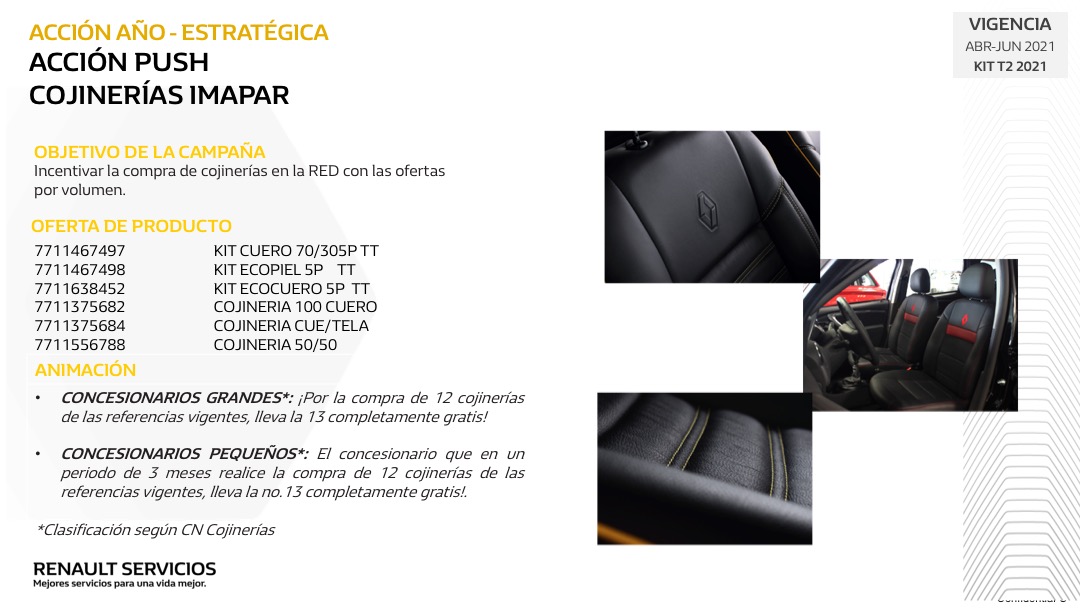 ACCIÓN AÑO - ESTRATÉGICA
ACCIÓN PUSH
COJINERÍAS IMAPAR
VIGENCIA
ABR-JUN 2021
KIT T2 2021
OBJETIVO DE LA CAMPAÑA
Incentivar la compra de cojinerías en la RED con las ofertas
por volumen.
OFERTA DE PRODUCTO
7711467497 KIT CUERO 70/305P TT
7711467498 KIT ECOPIEL 5P TT
7711638452 KIT ECOCUERO 5P TT
7711375682 COJINERIA 100 CUERO
7711375684 COJINERIA CUE/TELA
7711556788 COJINERIA 50/50
ANIMACIÓN
• CONCESIONARIOS GRANDES*: ¡Por la compra de 12 cojinerías
de las referencias vigentes, lleva la 13 completamente gratis!
• CONCESIONARIOS PEQUEÑOS*: El concesionario que en un
periodo de 3 meses realice la compra de 12 cojinerías de las
referencias vigentes, lleva la no.13 completamente gratis!.
*Clasificación según CN Cojinerías
RENAULT SERVICIOS
Mejores servicios para una vida mejor.